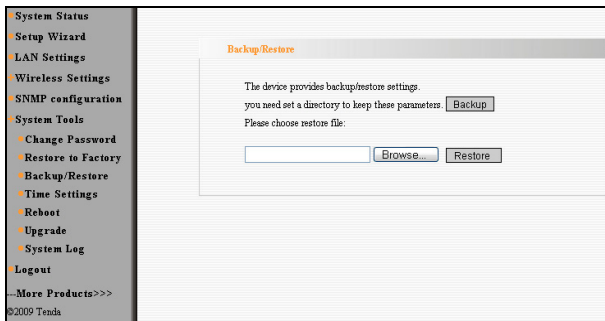 System Status
Setup Wizard
LAN Settings
Wireless Settings
SNMP configuration
System Tools
Change Password
Restore to Factory
Backup/Restore
Time Settings
Reboot
Upgrade
System Log
Logout
---More Products>>>
©2009 Tenda
Backup/Restore
The device provides backup/restore settings.
you need set a directory to keep these parameters. Backup
Please choose restore file:
Browse... Restore